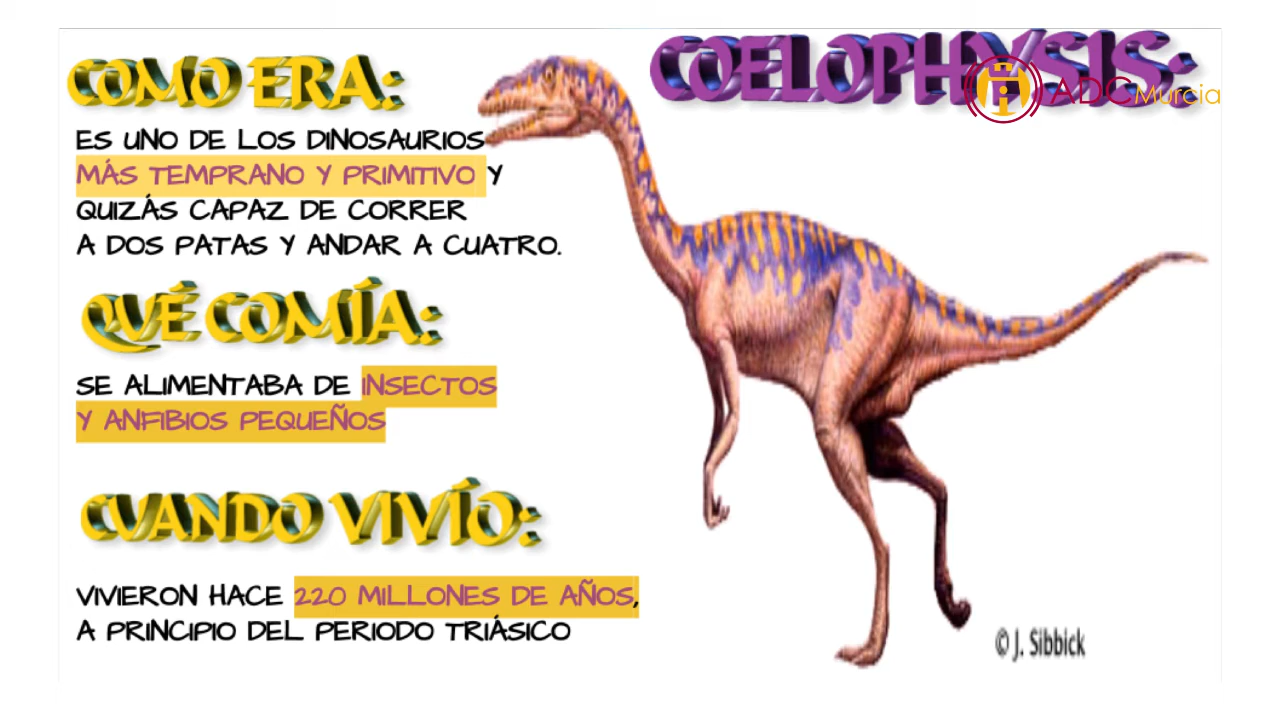 COMO ERA:
COELOPHYSIS:
ADCMurcia
ES UNO DE LOS DINOSAURIOS
MÁS TEMPRANO Y PRIMITIVO Y
QUIZÁS CAPAZ DE CORRER
A DOS PATAS Y ANDAR A CUATRO.
QUÉ COMÍA:
SE ALIMENTABA DE INSECTOS
Y ANFIBIOS PEQUEÑOS
CUANDO VIVÍO:
VIVIERON HACE 220 MILLONES DE AÑOS,
A PRINCIPIO DEL PERIODO TRIÁSICO
© J. Sibbick